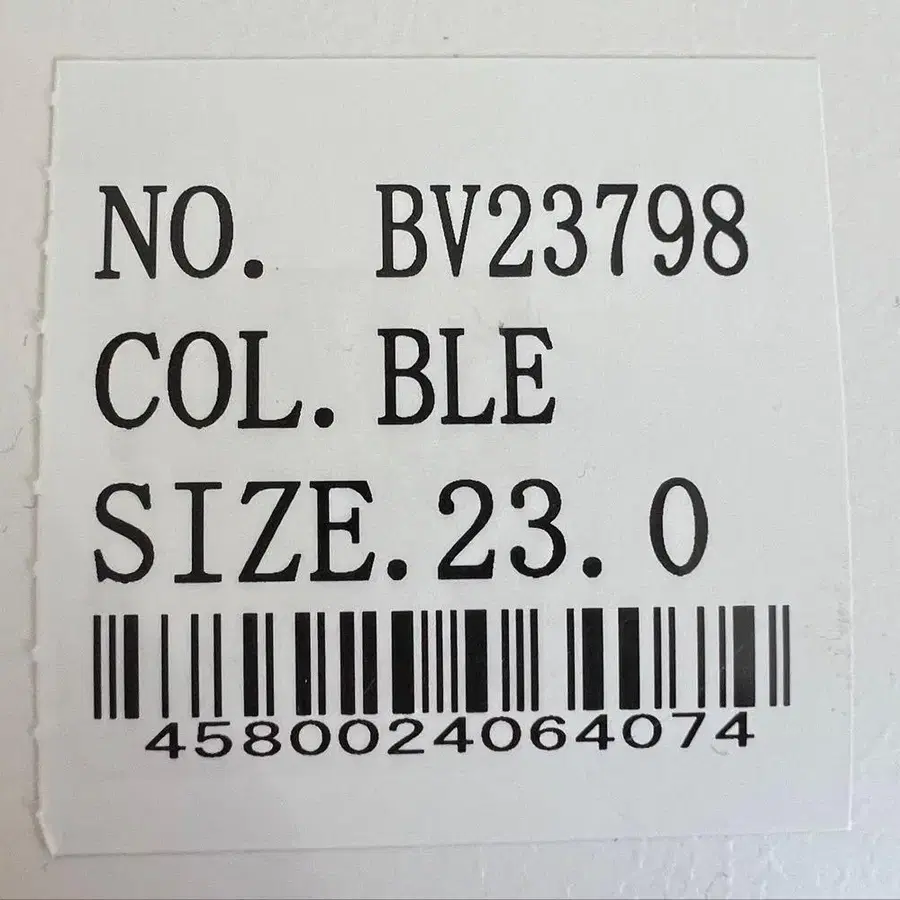 NO. BV23798
COL. BLE
SIZE. 23. 0
4580024064074